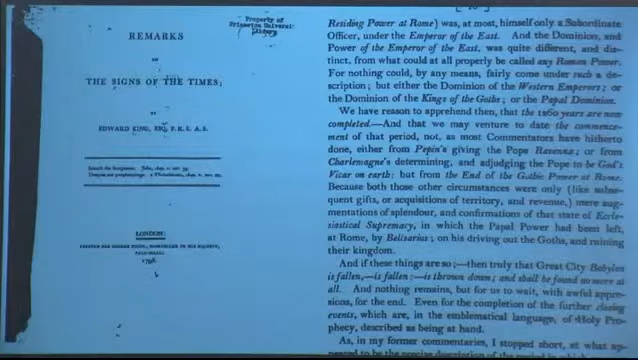 Property of
Princeton Universi
Library
REMARKS
ON
THE SIGNS OF THE TIMES;
BY
EDWARD KING, ESQ. F.R.S. A.S.
LONDON:
PRINTED FOR GEORGE NICOL, BOOKSELLER TO HIS MAJESTY,
PALL-MALL.
1798.
Residing Power at Rome) was, at most, himself only a Subordinate
Officer, under the Emperor of the East. And the Dominion, and
Power of the Emperor of the East, was quite different, and dis-
tinct, from what could at all properly be called any Roman Power.
For nothing could, by any means, fairly come under such a de-
scription; but either the Dominion of the Western Emperors; or
the Dominion of the Kings of the Goths; or the Papal Dominion.
We have reason to apprehend then, that the 1260 years are now
completed.—And that we may venture to date the commence-
ment of that period, not, as most Commentators have hitherto
done, either from Pepin's giving the Pope Ravenna; or from
Charlemagne's determining, and adjudging the Pope to be God's
Vicar on earth: but from the End of the Gothic Power at Rome.
Because both those other circumstances were only (like subse-
quent gifts, or acquisitions of territory, and revenue,) mere aug-
mentations of splendour, and confirmations of that state of Eccle-
siastical Supremacy, in which the Papal Power had been left,
at Rome, by Belisarius; on his driving out the Goths, and ruining
their kingdom.
And if these things are so;—then truly that Great City Babylon
is fallen,—is fallen:—is thrown down; and shall be found no more at
all. And nothing remains, but for us to wait, with awful appre-
sions, for the end. Even for the completion of the further closing
events, which are, in the emblematical language, of Holy Pro-
phecy, described as being at hand.
As, in my former commentaries, I stopped short, at what ap-